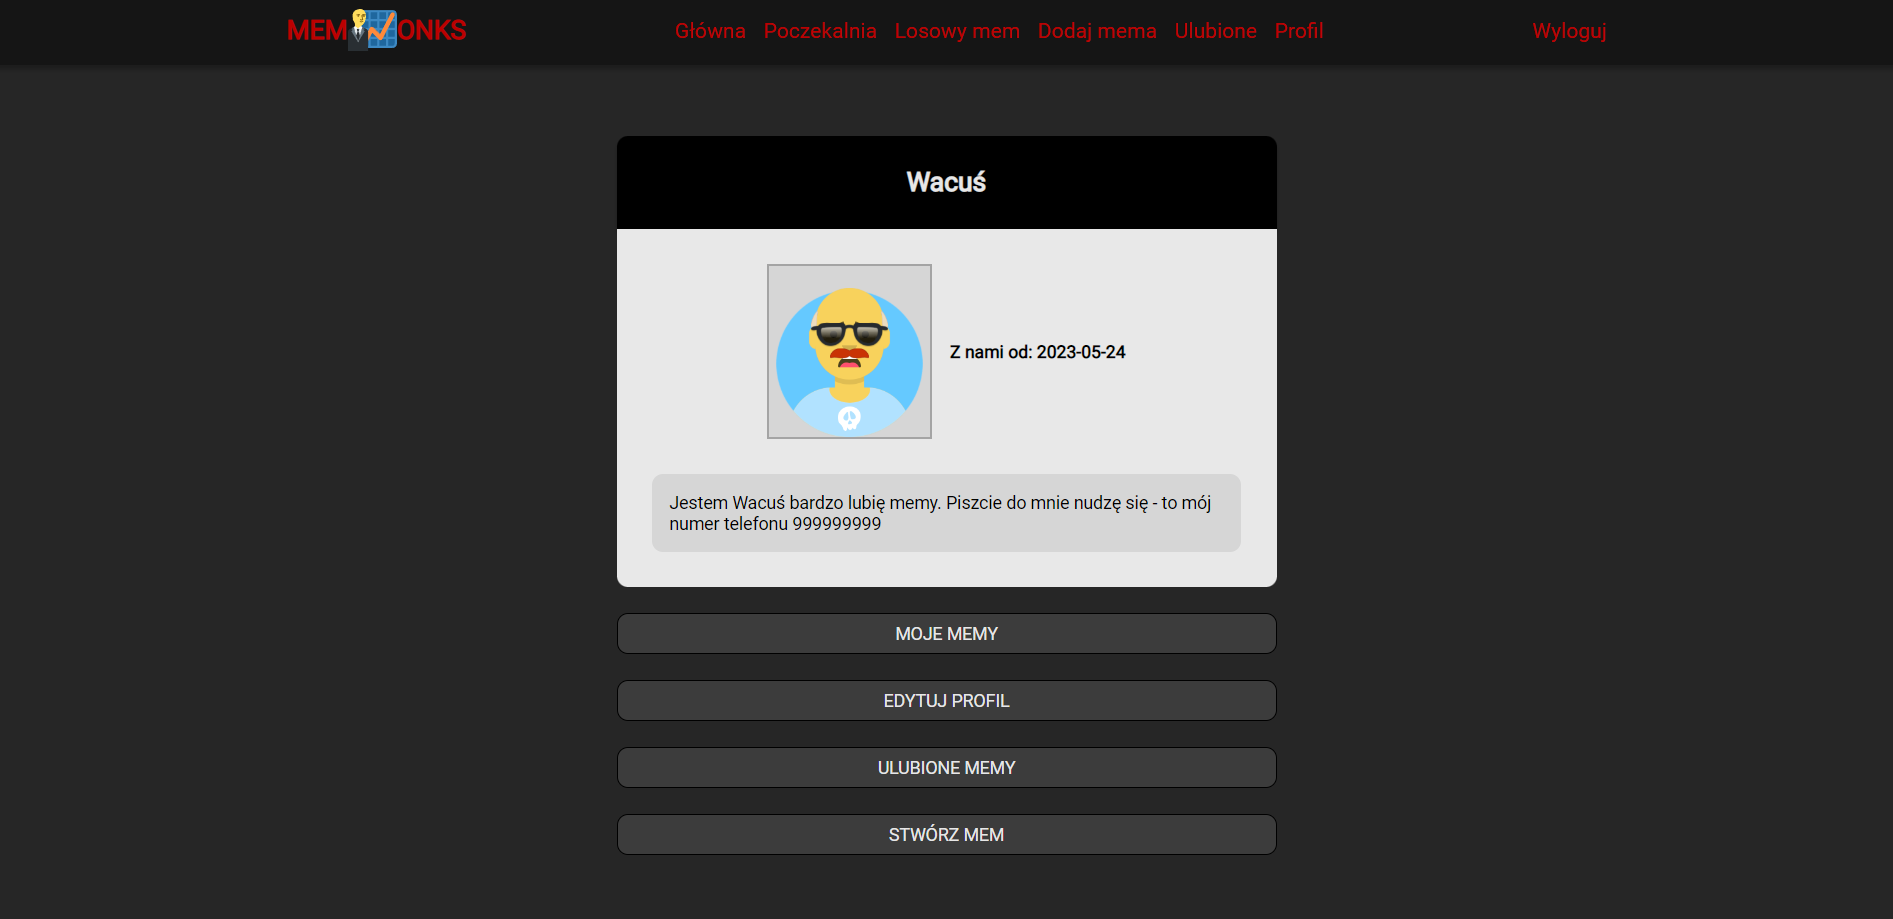 MEM ONKS
Główna Poczekalnia Losowy mem Dodaj mema Ulubione Profil
Wyloguj
Wacuś
Z nami od: 2023-05-24
Jestem Wacuś bardzo lubię memy. Piszcie do mnie nudzę się - to mój
numer telefonu 999999999
MOJE MEMY
EDYTUJ PROFIL
ULUBIONE MEMY
STWÓRZ MEM